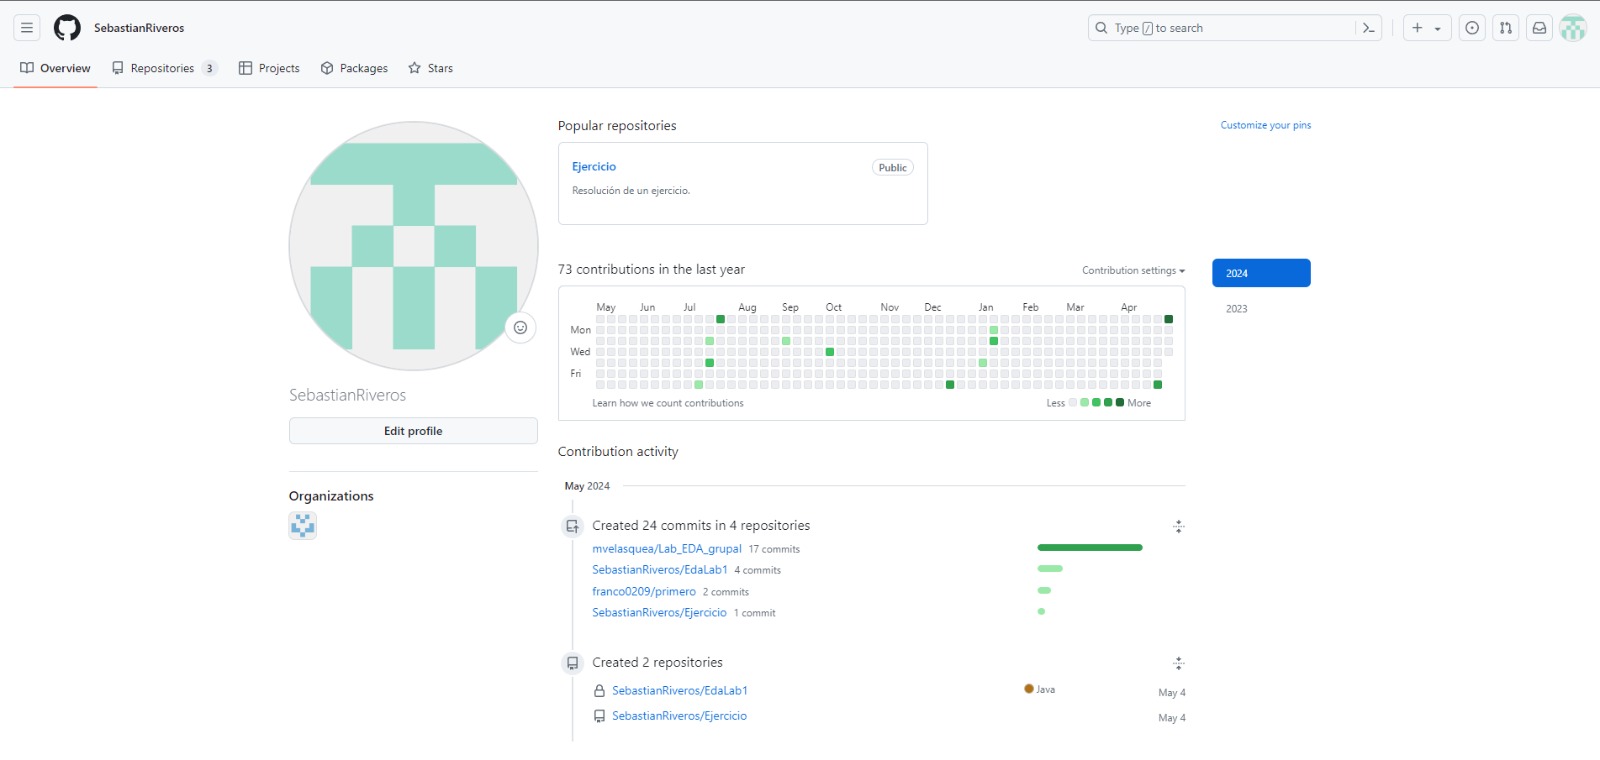 SebastianRiveros
Type / to search
Overview
Repositories 3
Projects
Packages
Stars
SebastianRiveros
Edit profile
Organizations
Popular repositories
Customize your pins
Ejercicio
Public
Resolución de un ejercicio.
73 contributions in the last year
Contribution settings
2024
2023
May Jun Jul Aug Sep Oct Nov Dec Jan Feb Mar Apr
Mon
Wed
Fri
Learn how we count contributions
Less
More
Contribution activity
May 2024
Created 24 commits in 4 repositories
mvelasquea/Lab_EDA_grupal 17 commits
SebastianRiveros/EdaLab1 4 commits
franco0209/primero 2 commits
SebastianRiveros/Ejercicio 1 commit
Created 2 repositories
SebastianRiveros/EdaLab1 Java May 4
SebastianRiveros/Ejercicio May 4